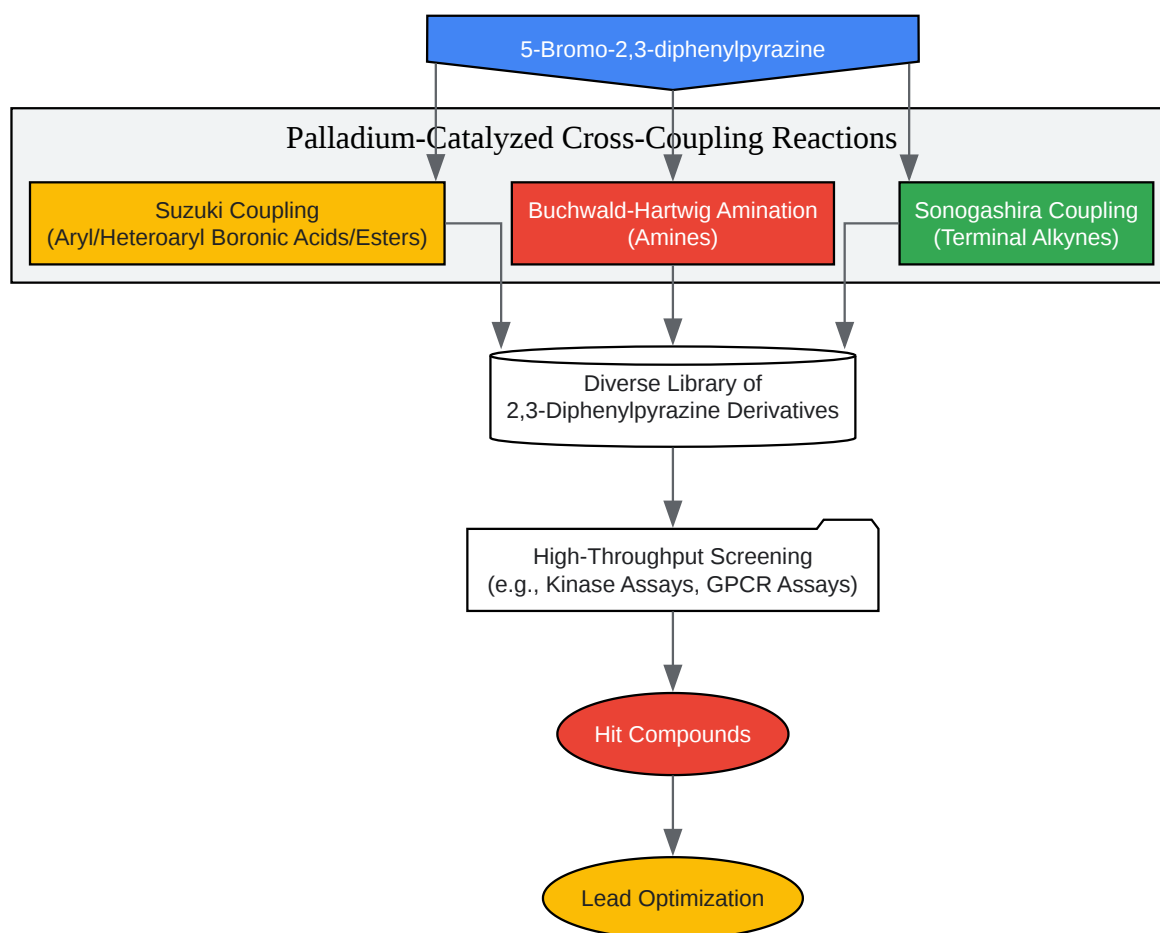 5-Bromo-2,3-diphenylpyrazine
Palladium-Catalyzed Cross-Coupling Reactions
Suzuki Coupling
(Aryl/Heteroaryl Boronic Acids/Esters)
Buchwald-Hartwig Amination
(Amines)
Sonogashira Coupling
(Terminal Alkynes)
Diverse Library of
2,3-Diphenylpyrazine Derivatives
High-Throughput Screening
(e.g., Kinase Assays, GPCR Assays)
Hit Compounds
Lead Optimization